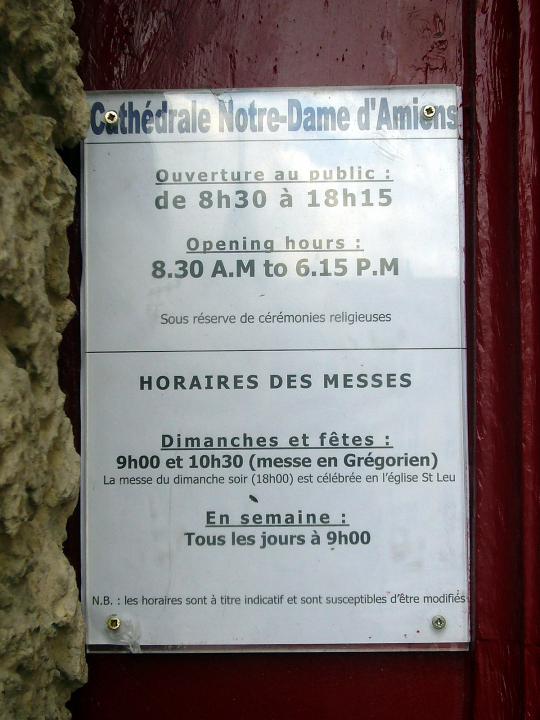 Cathédrale Notre-Dame d'Amiens
Ouverture au public :
de 8h30 à 18h15
Opening hours :
8.30 A.M to 6.15 P.M
Sous réserve de cérémonies religieuses
HORAIRES DES MESSES
Dimanches et fêtes :
9h00 et 10h30 (messe en Grégorien)
La messe du dimanche soir (18h00) est célébrée en l'église St Leu
En semaine :
Tous les jours à 9h00
N.B. : les horaires sont à titre indicatif et sont susceptibles d'être modifiés